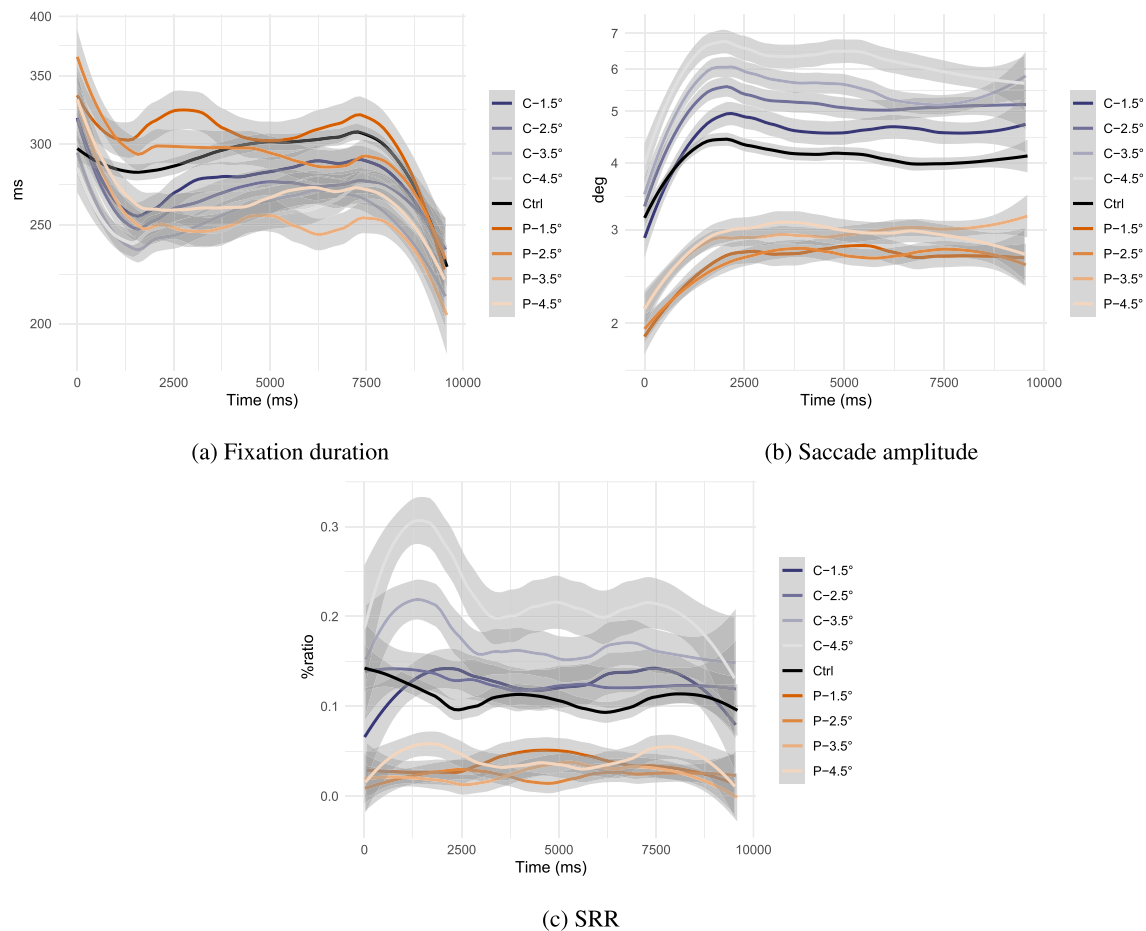 400
350
300
250
200
ms
0 2500 5000 7500 10000
Time (ms)
C−1.5°
C−2.5°
C−3.5°
C−4.5°
Ctrl
P−1.5°
P−2.5°
P−3.5°
P−4.5°
(a) Fixation duration
7
6
5
4
3
2
deg
0 2500 5000 7500 10000
Time (ms)
C−1.5°
C−2.5°
C−3.5°
C−4.5°
Ctrl
P−1.5°
P−2.5°
P−3.5°
P−4.5°
(b) Saccade amplitude
0.3
0.2
0.1
0.0
%ratio
0 2500 5000 7500 10000
Time (ms)
C−1.5°
C−2.5°
C−3.5°
C−4.5°
Ctrl
P−1.5°
P−2.5°
P−3.5°
P−4.5°
(c) SRR